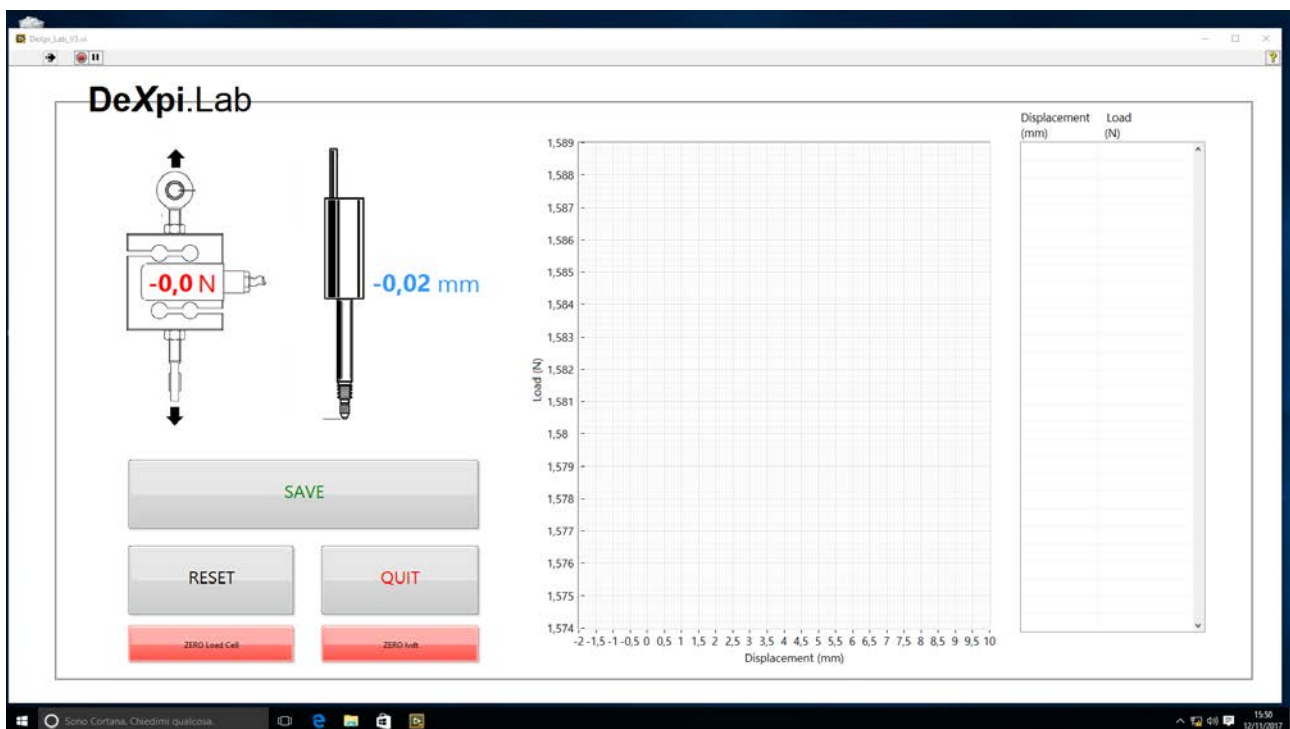 DeXpi_Lab_V3.vi
DeXpi.Lab
-0,0 N
-0,02 mm
SAVE
RESET
QUIT
ZERO Load Cell
ZERO lvdt
1,589
1,588
1,587
1,586
1,585
1,584
1,583
1,582
1,581
1,58
1,579
1,578
1,577
1,576
1,575
1,574
Load (N)
-2 -1,5 -1 -0,5 0 0,5 1 1,5 2 2,5 3 3,5 4 4,5 5 5,5 6 6,5 7 7,5 8 8,5 9 9,5 10
Displacement (mm)
Displacement Load
(mm) (N)
Sono Cortana. Chiedimi qualcosa.
15:50
12/11/2017